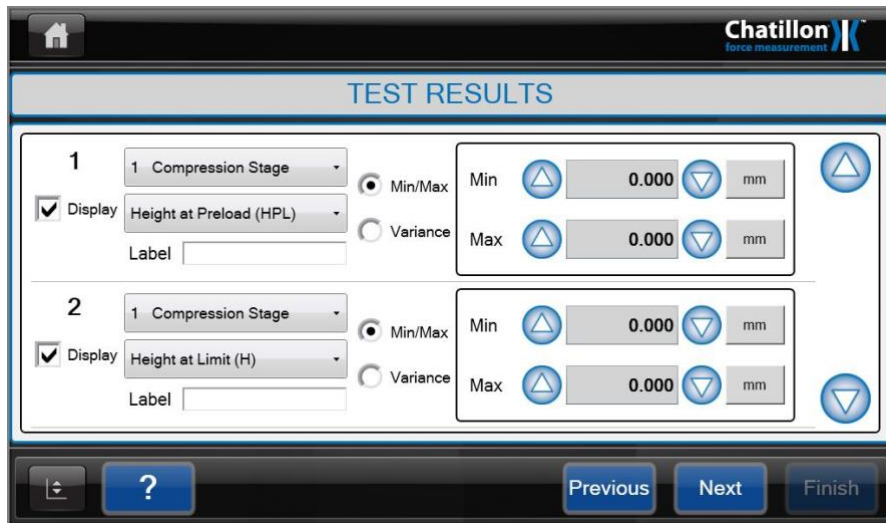 Chatillon™
force measurement
TEST RESULTS
1
1 Compression Stage
Display
Height at Preload (HPL)
Label
Min/Max
Variance
Min
0.000
mm
Max
0.000
mm
2
1 Compression Stage
Display
Height at Limit (H)
Label
Min/Max
Variance
Min
0.000
mm
Max
0.000
mm
?
Previous
Next
Finish